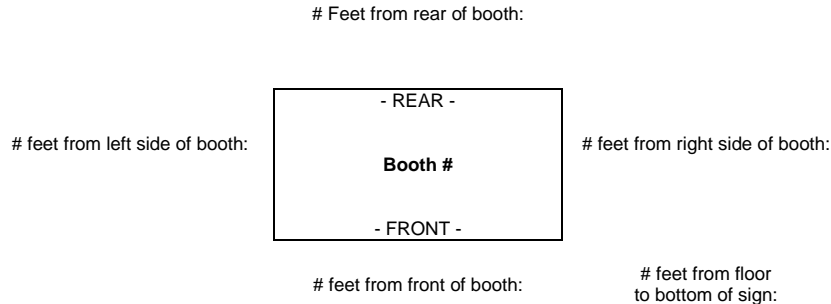 # Feet from rear of booth:
- REAR -
# feet from left side of booth:
# feet from right side of booth:
Booth #
- FRONT -
# feet from front of booth:
# feet from floor
to bottom of sign: